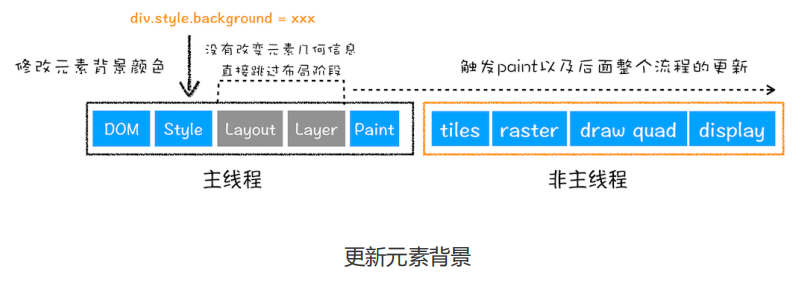 div.style.background = xxx
修改元素背景颜色
没有改变元素几何信息
直接跳过布局阶段
触发paint以及后面整个流程的更新
DOM Style Layout Layer Paint tiles raster draw quad display
主线程 非主线程
更新元素背景